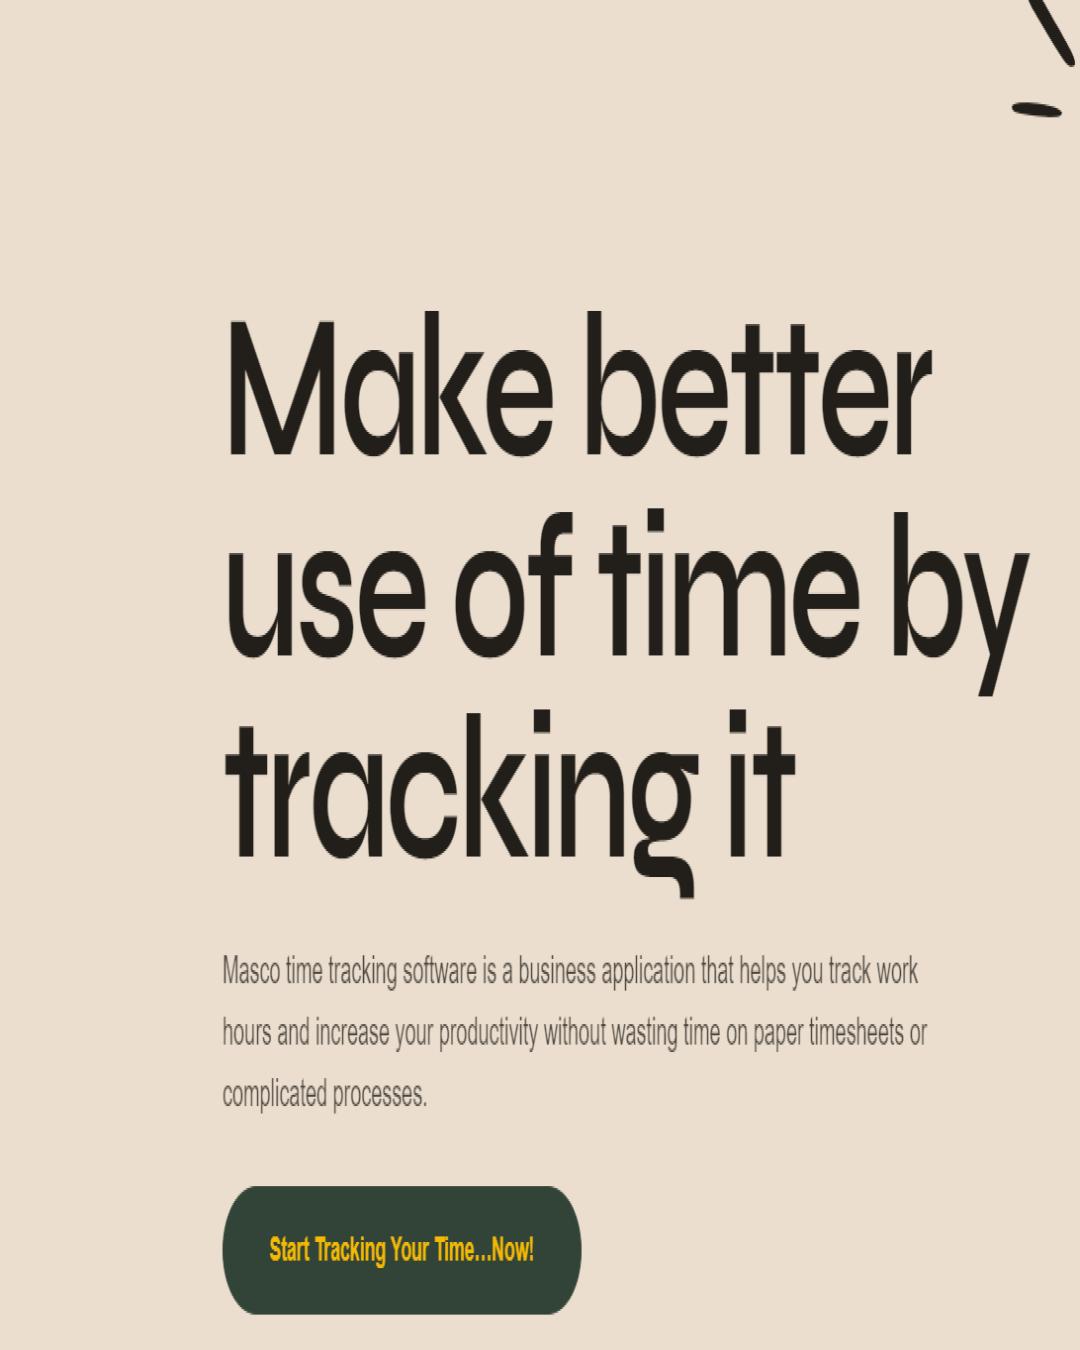 Make better
use of time by
tracking it
Masco time tracking software is a business application that helps you track work
hours and increase your productivity without wasting time on paper timesheets or
complicated processes.
Start Tracking Your Time...Now!